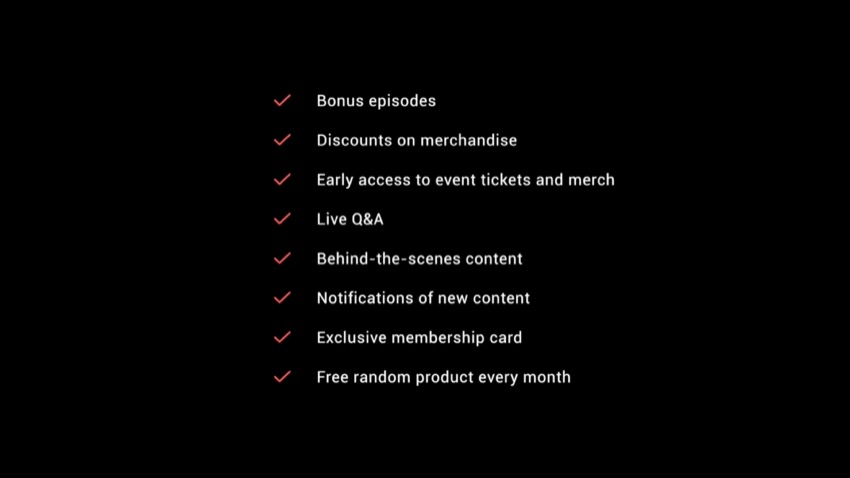 Bonus episodes
Discounts on merchandise
Early access to event tickets and merch
Live Q&A
Behind-the-scenes content
Notifications of new content
Exclusive membership card
Free random product every month